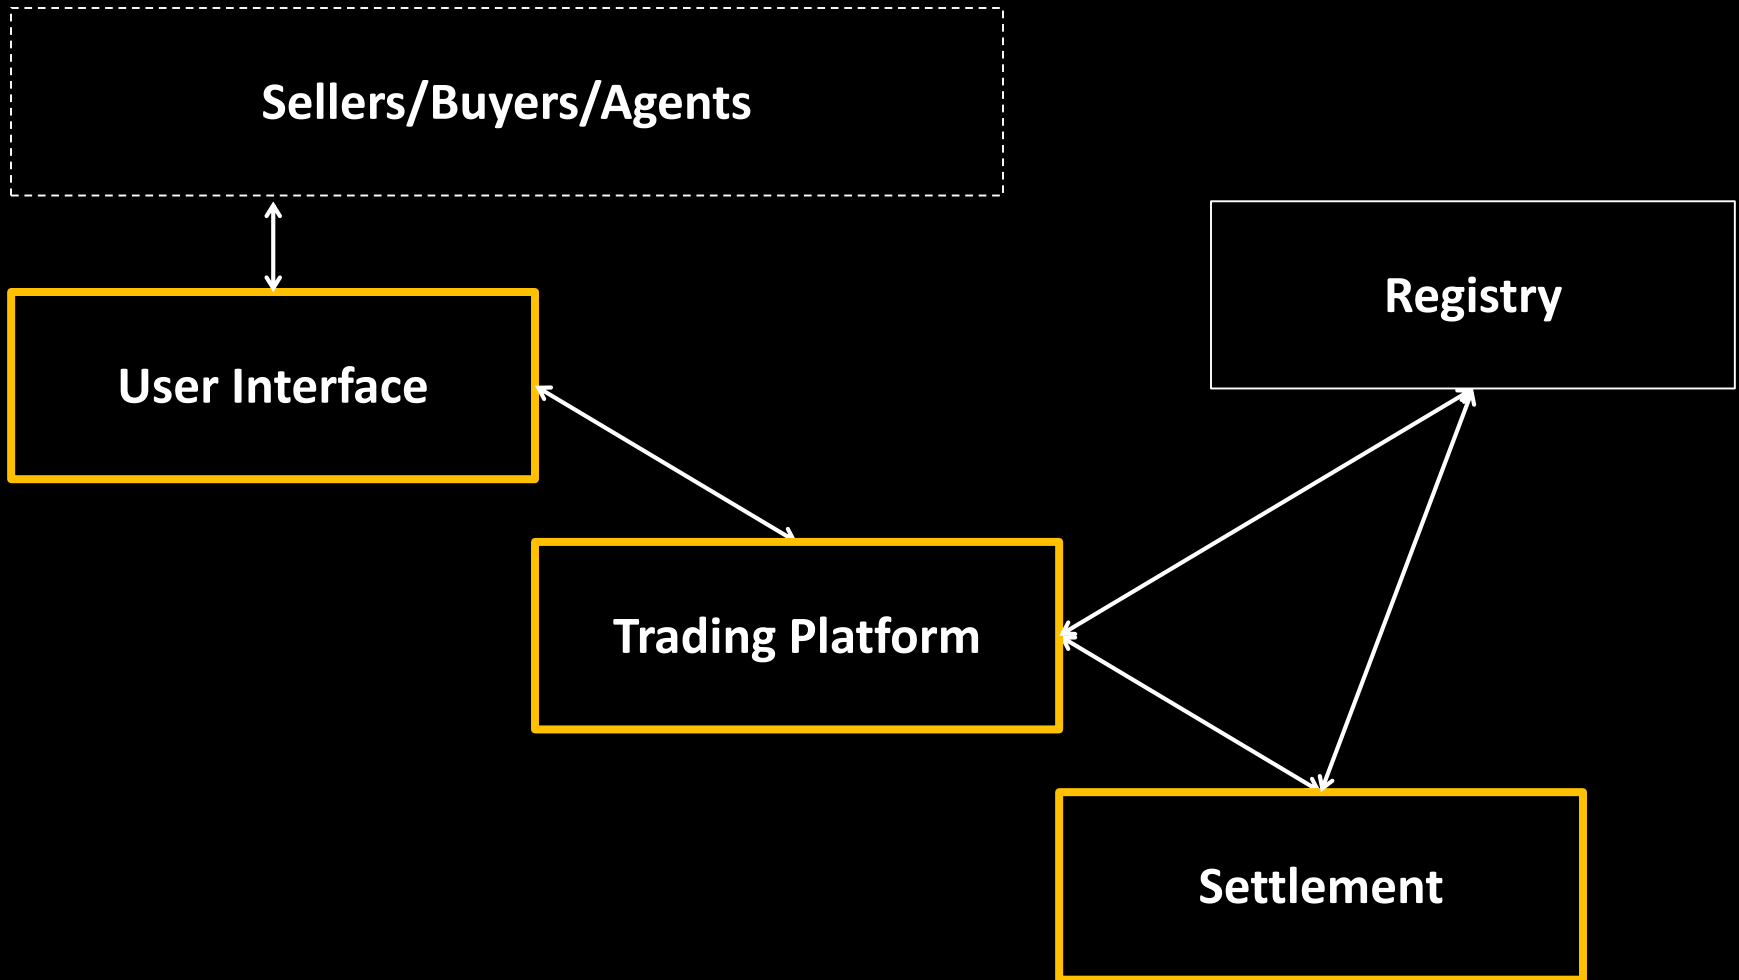 Sellers/Buyers/Agents
Registry
User Interface
Trading Platform
Settlement